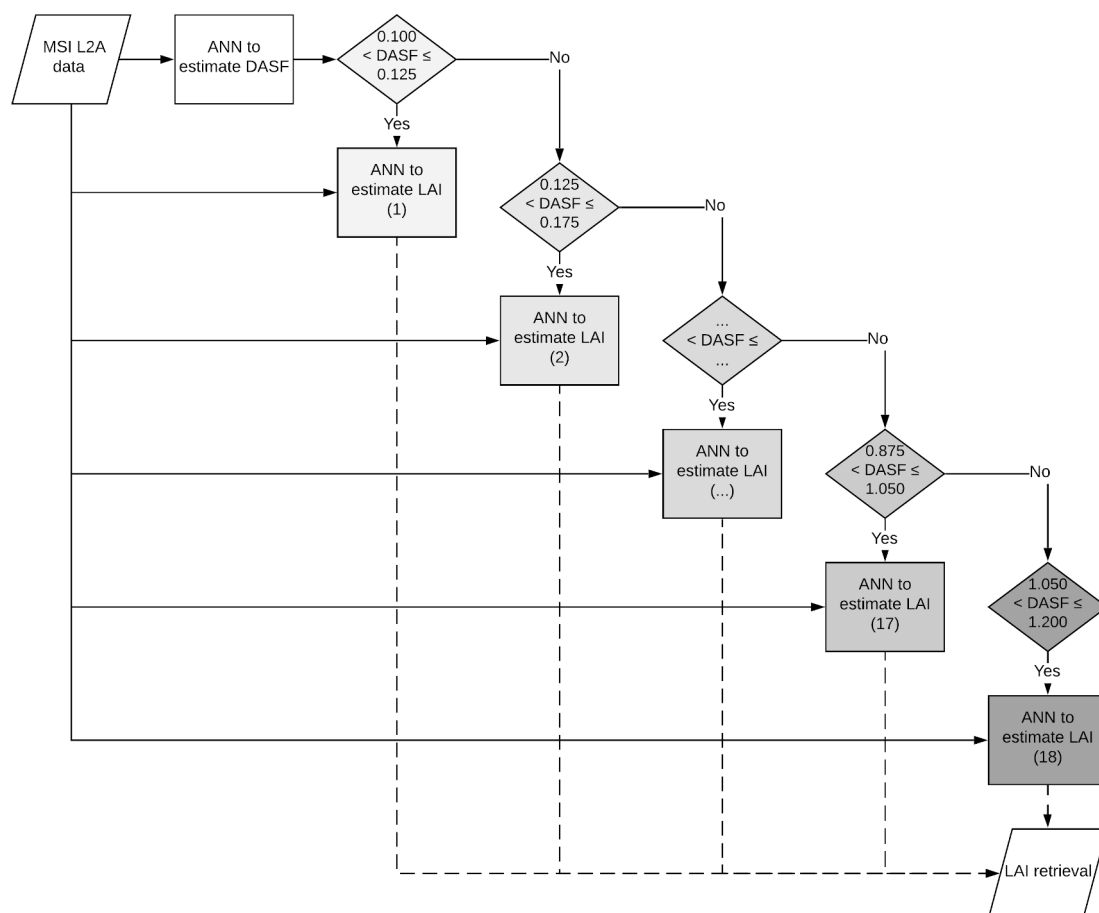 MSI L2A
data
ANN to
estimate DASF
0.100
< DASF ≤
0.125
No
Yes
ANN to
estimate LAI
(1)
0.125
< DASF ≤
0.175
No
Yes
ANN to
estimate LAI
(2)
...
< DASF ≤
...
No
Yes
ANN to
estimate LAI
(...)
0.875
< DASF ≤
1.050
No
Yes
ANN to
estimate LAI
(17)
1.050
< DASF ≤
1.200
Yes
ANN to
estimate LAI
(18)
LAI retrieval